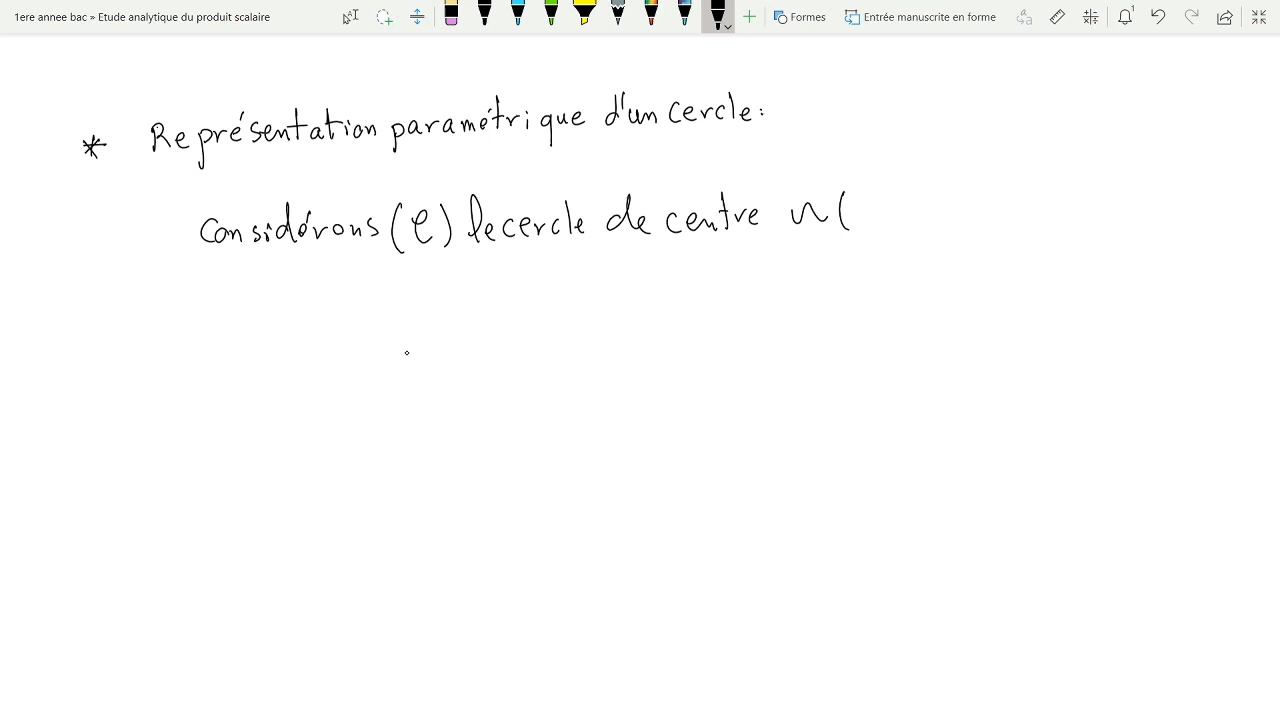 1ere annee bac » Etude analytique du produit scalaire
Formes
Entrée manuscrite en forme
* Représentation paramétrique d'un cercle:
Considérons (C) le cercle de centre Ω (